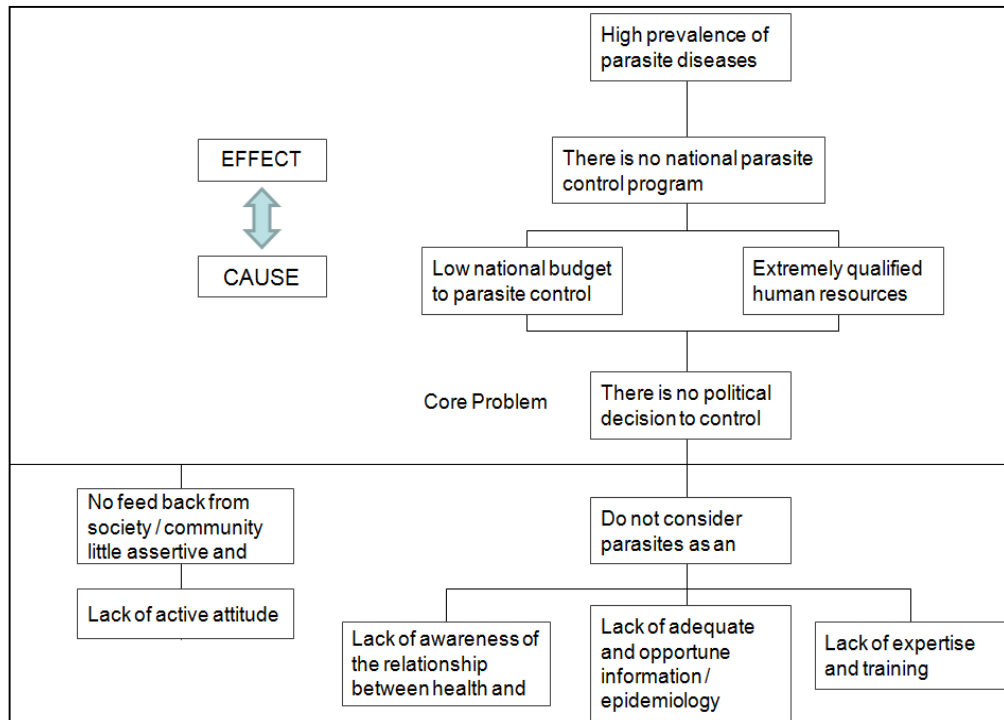 High prevalence of
parasite diseases
EFFECT
There is no national parasite
control program
CAUSE
Low national budget
to parasite control
Extremely qualified
human resources
Core Problem
There is no political
decision to control
No feed back from
society / community
little assertive and
Do not consider
parasites as an
Lack of active attitude
Lack of awareness of
the relationship
between health and
Lack of adequate
and opportune
information /
epidemiology
Lack of expertise
and training